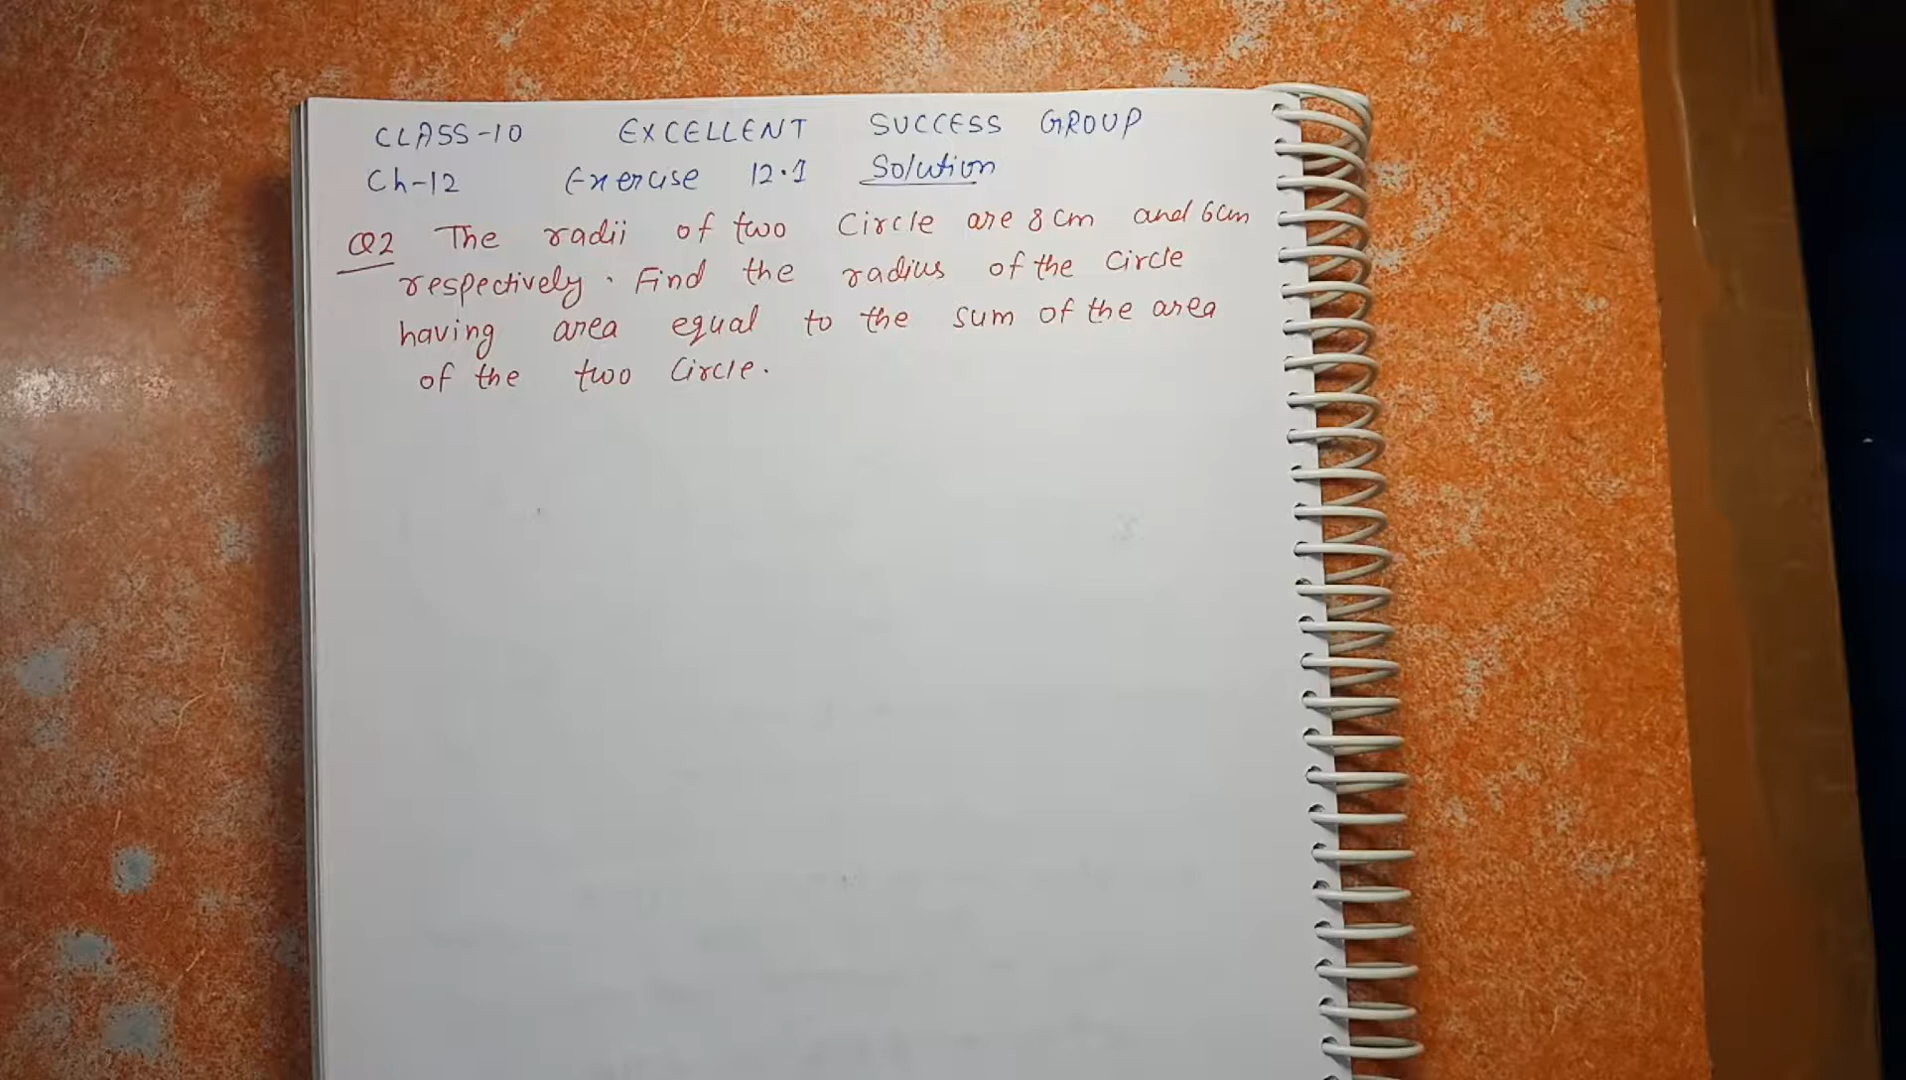 CLASS-10 EXCELLENT SUCCESS GROUP
Ch-12 Exercise 12.1 Solution
Q2 The radii of two Circle are 8cm and 6cm
respectively. Find the radius of the circle
having area equal to the sum of the area
of the two Circle.